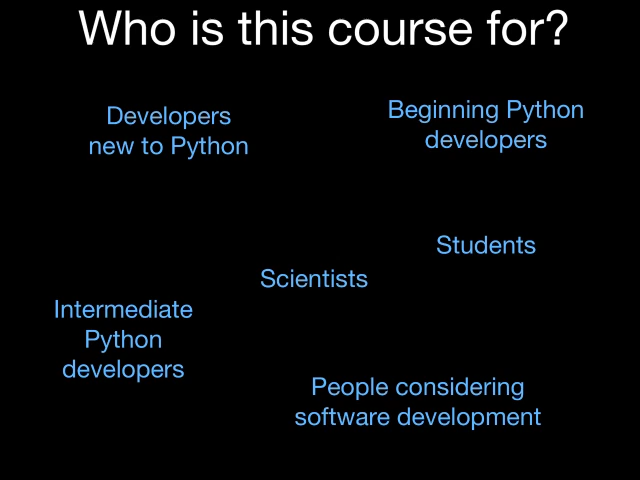 Who is this course for?
Developers
new to Python
Beginning Python
developers
Students
Scientists
Intermediate
Python
developers
People considering
software development